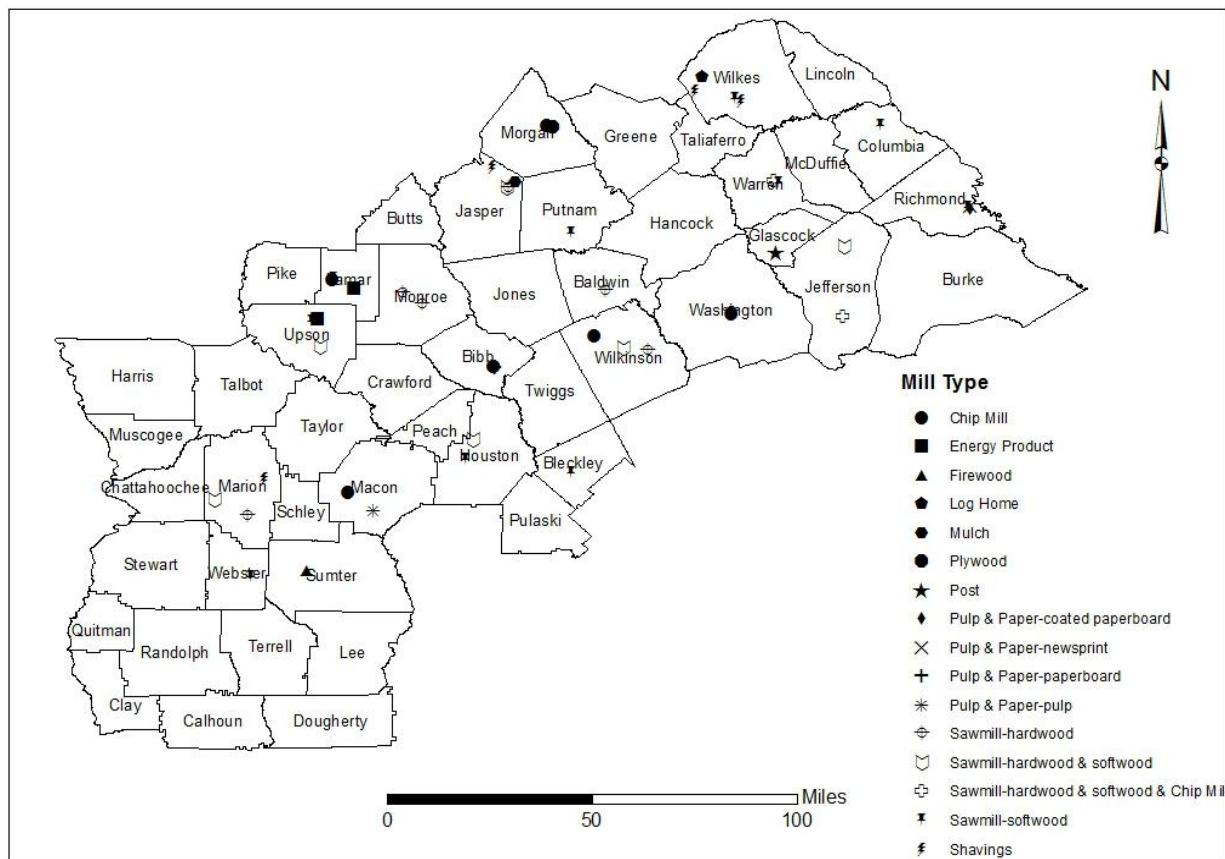 Wilkes
Lincoln
N
Morgan
Greene
Taliaferro
Columbia
McDuffie
Warren
Richmond
Jasper
Putnam
Butts
Hancock
Glascock
Pike
Lamar
Monroe
Jones
Baldwin
Washington
Jefferson
Burke
Upson
Bibb
Wilkinson
Harris
Talbot
Crawford
Twiggs
Muscogee
Taylor
Peach
Houston
Bleckley
Chattahoochee
Marion
Macon
Schley
Pulaski
Stewart
Webster
Sumter
Quitman
Randolph
Terrell
Lee
Clay
Calhoun
Dougherty
Mill Type
Chip Mill
Energy Product
Firewood
Log Home
Mulch
Plywood
Post
Pulp & Paper-coated paperboard
Pulp & Paper-newsprint
Pulp & Paper-paperboard
Pulp & Paper-pulp
Sawmill-hardwood
Sawmill-hardwood & softwood
Sawmill-hardwood & softwood & Chip Mil
Sawmill-softwood
Shavings
Miles
0 50 100